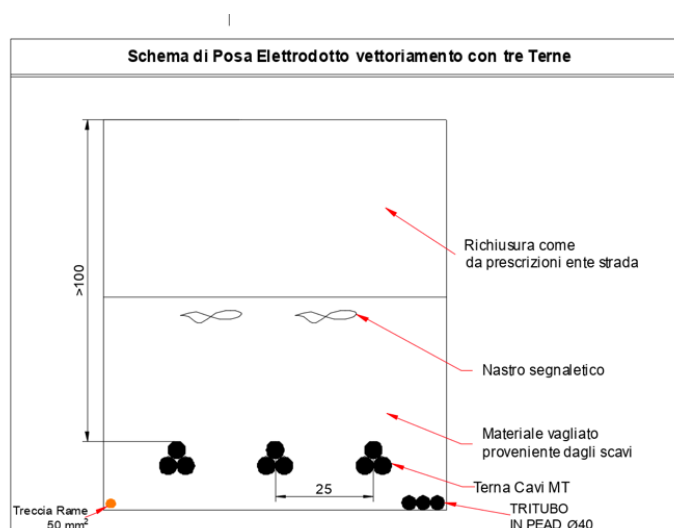 Schema di Posa Elettrodotto vettoriamento con tre Terne
>100
Richiusura come
da prescrizioni ente strada
Nastro segnaletico
Materiale vagliato
proveniente dagli scavi
25
Terna Cavi MT
Treccia Rame
50 mm²
TRITUBO
IN PEAD Ø40